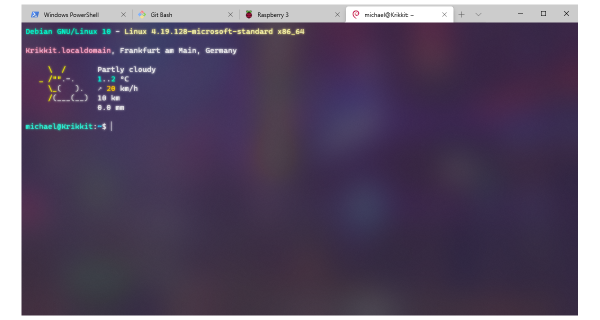 Windows PowerShell
Git Bash
Raspberry 3
michael@Krikkit: ~
Debian GNU/Linux 10 - Linux 4.19.128-microsoft-standard x86_64
Krikkit.localdomain, Frankfurt am Main, Germany
\  /       Partly cloudy
_ /"".-.     1..2 °C
\_(   ).   ↗ 20 km/h
/(___(__)  10 km
0.0 mm
michael@Krikkit:~$